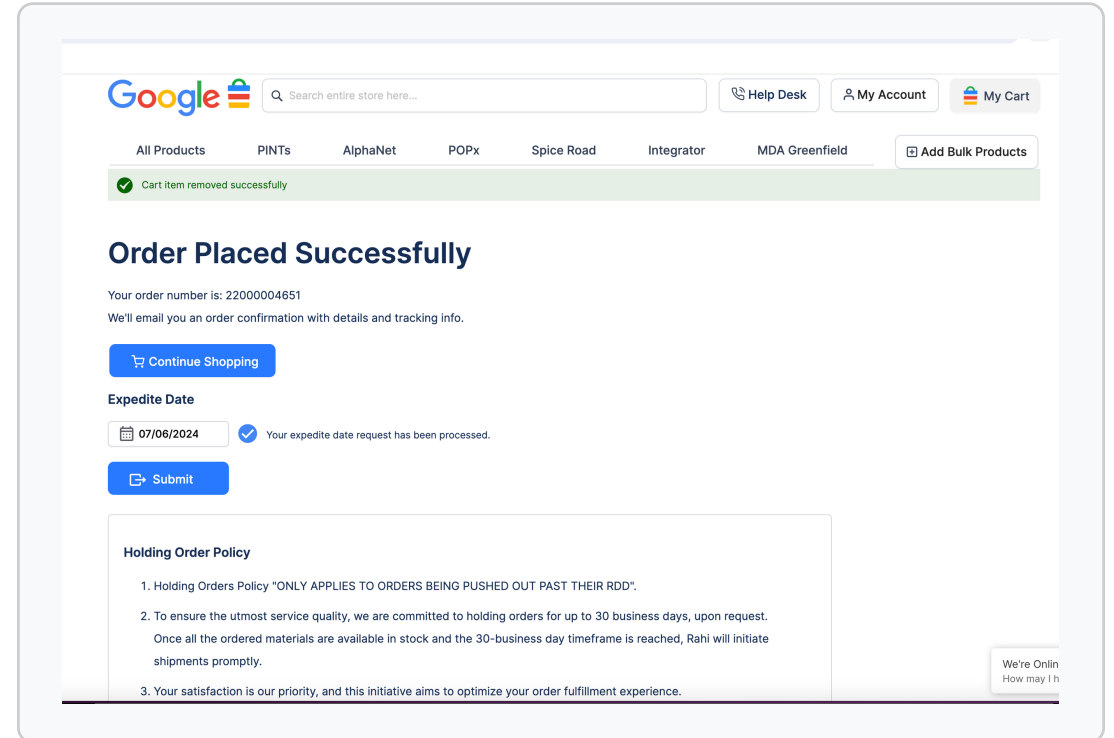 Google
Search entire store here...
Help Desk
My Account
My Cart
All Products
PINTs
AlphaNet
POPx
Spice Road
Integrator
MDA Greenfield
Add Bulk Products
Cart item removed successfully
Order Placed Successfully
Your order number is: 22000004651
We'll email you an order confirmation with details and tracking info.
Continue Shopping
Expedite Date
07/06/2024
Your expedite date request has been processed.
Submit
Holding Order Policy
1. Holding Orders Policy "ONLY APPLIES TO ORDERS BEING PUSHED OUT PAST THEIR RDD".
2. To ensure the utmost service quality, we are committed to holding orders for up to 30 business days, upon request.
Once all the ordered materials are available in stock and the 30-business day timeframe is reached, Rahi will initiate
shipments promptly.
3. Your satisfaction is our priority, and this initiative aims to optimize your order fulfillment experience.
We're Onlin
How may I h